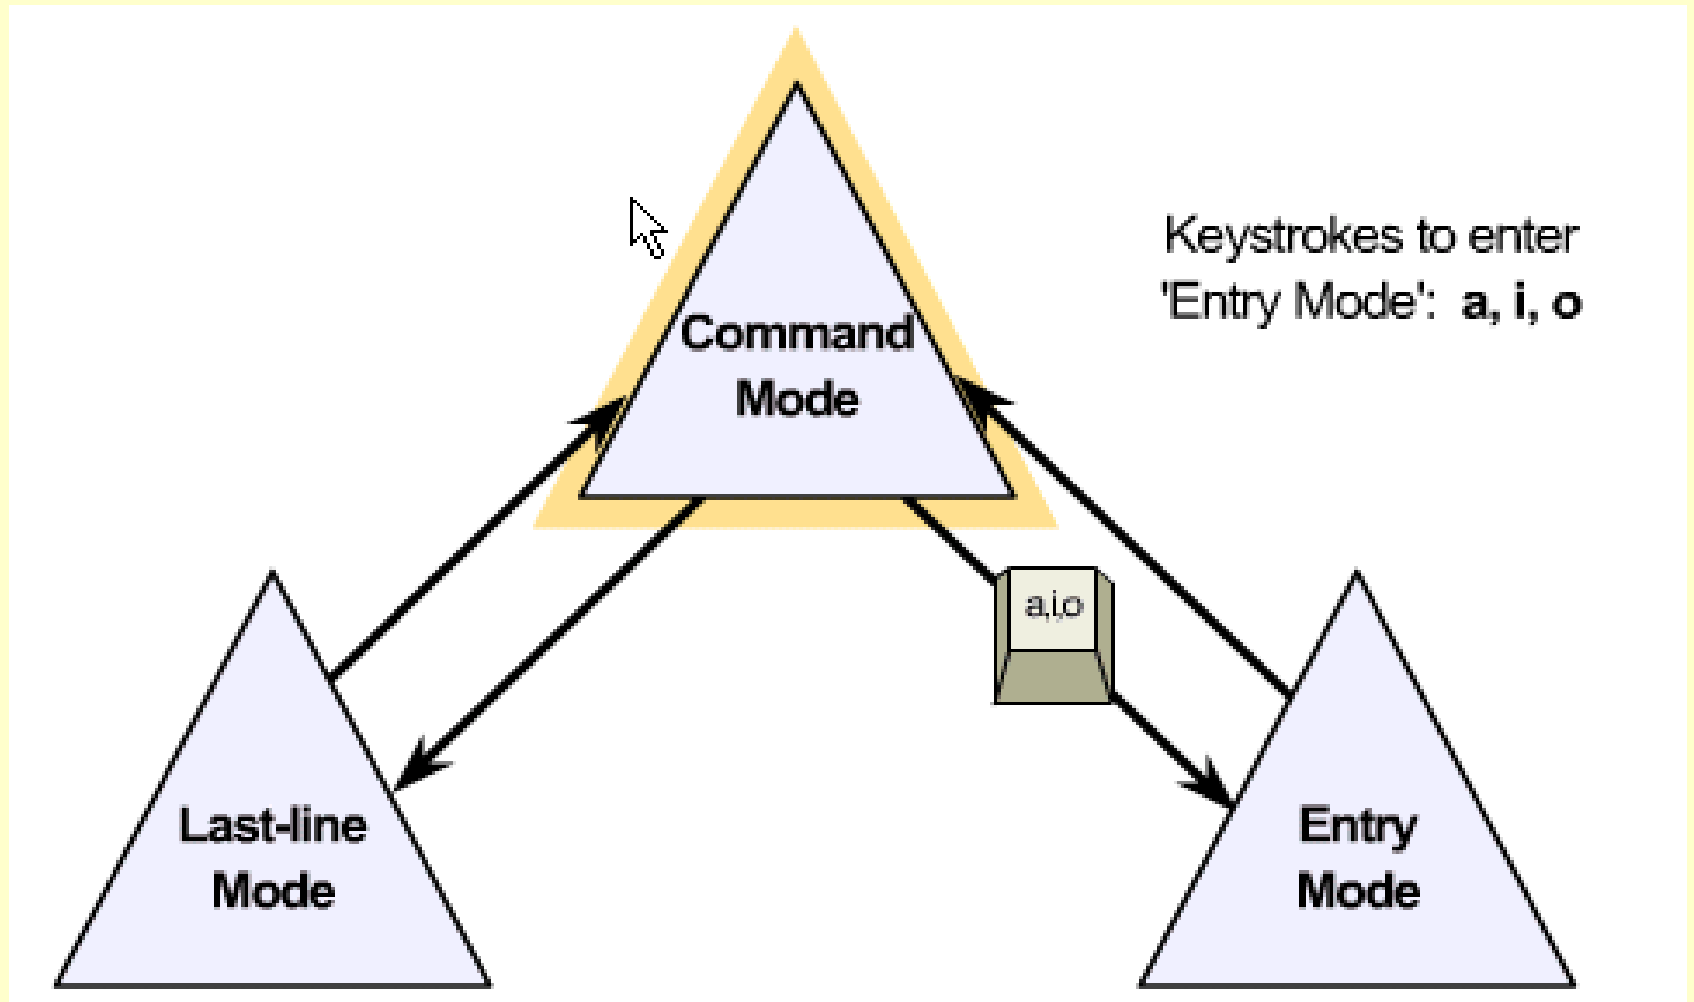 Keystrokes to enter
'Entry Mode': a, i, o
Command
Mode
a,i,o
Last-line
Mode
Entry
Mode